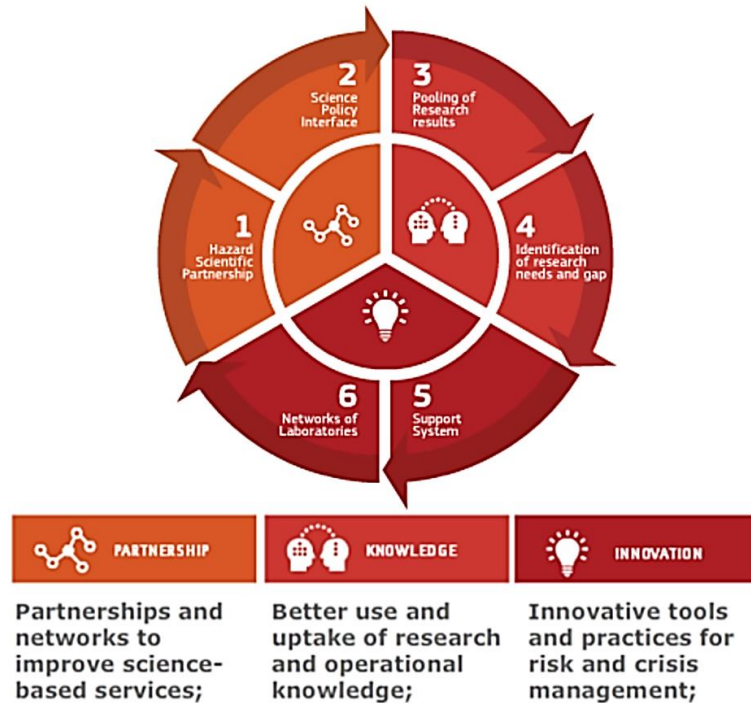 2
Science
Policy
Interface
3
Pooling of
Research
results
1
Hazard
Scientific
Partnership
4
Identification
of research
needs and gap
6
Networks of
Laboratories
5
Support
System
PARTNERSHIP
KNOWLEDGE
INNOVATION
Partnerships and
networks to
improve science-
based services;
Better use and
uptake of research
and operational
knowledge;
Innovative tools
and practices for
risk and crisis
management;